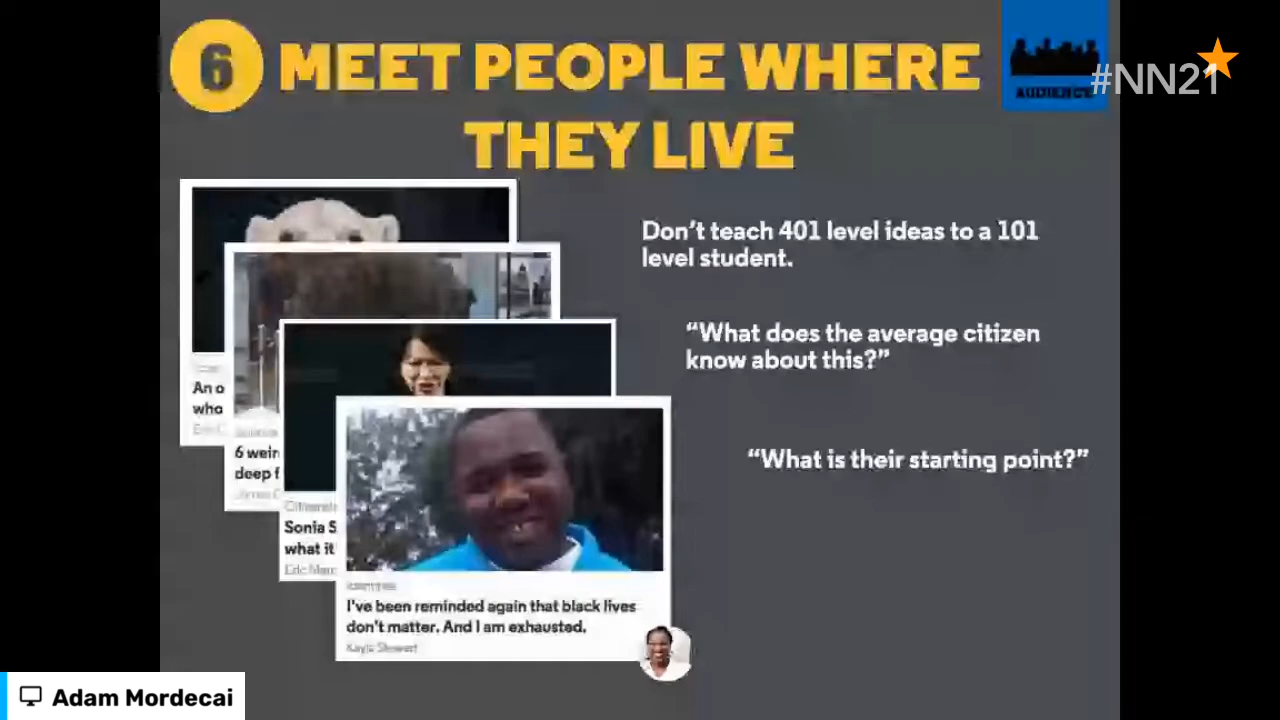 6 MEET PEOPLE WHERE
THEY LIVE
AUDIENCE
#NN21
Don't teach 401 level ideas to a 101
level student.
“What does the average citizen
know about this?”
“What is their starting point?”
An o
who
6 weir
deep f
Sonia S
what it
I've been reminded again that black lives
don't matter. And I am exhausted.
Adam Mordecai